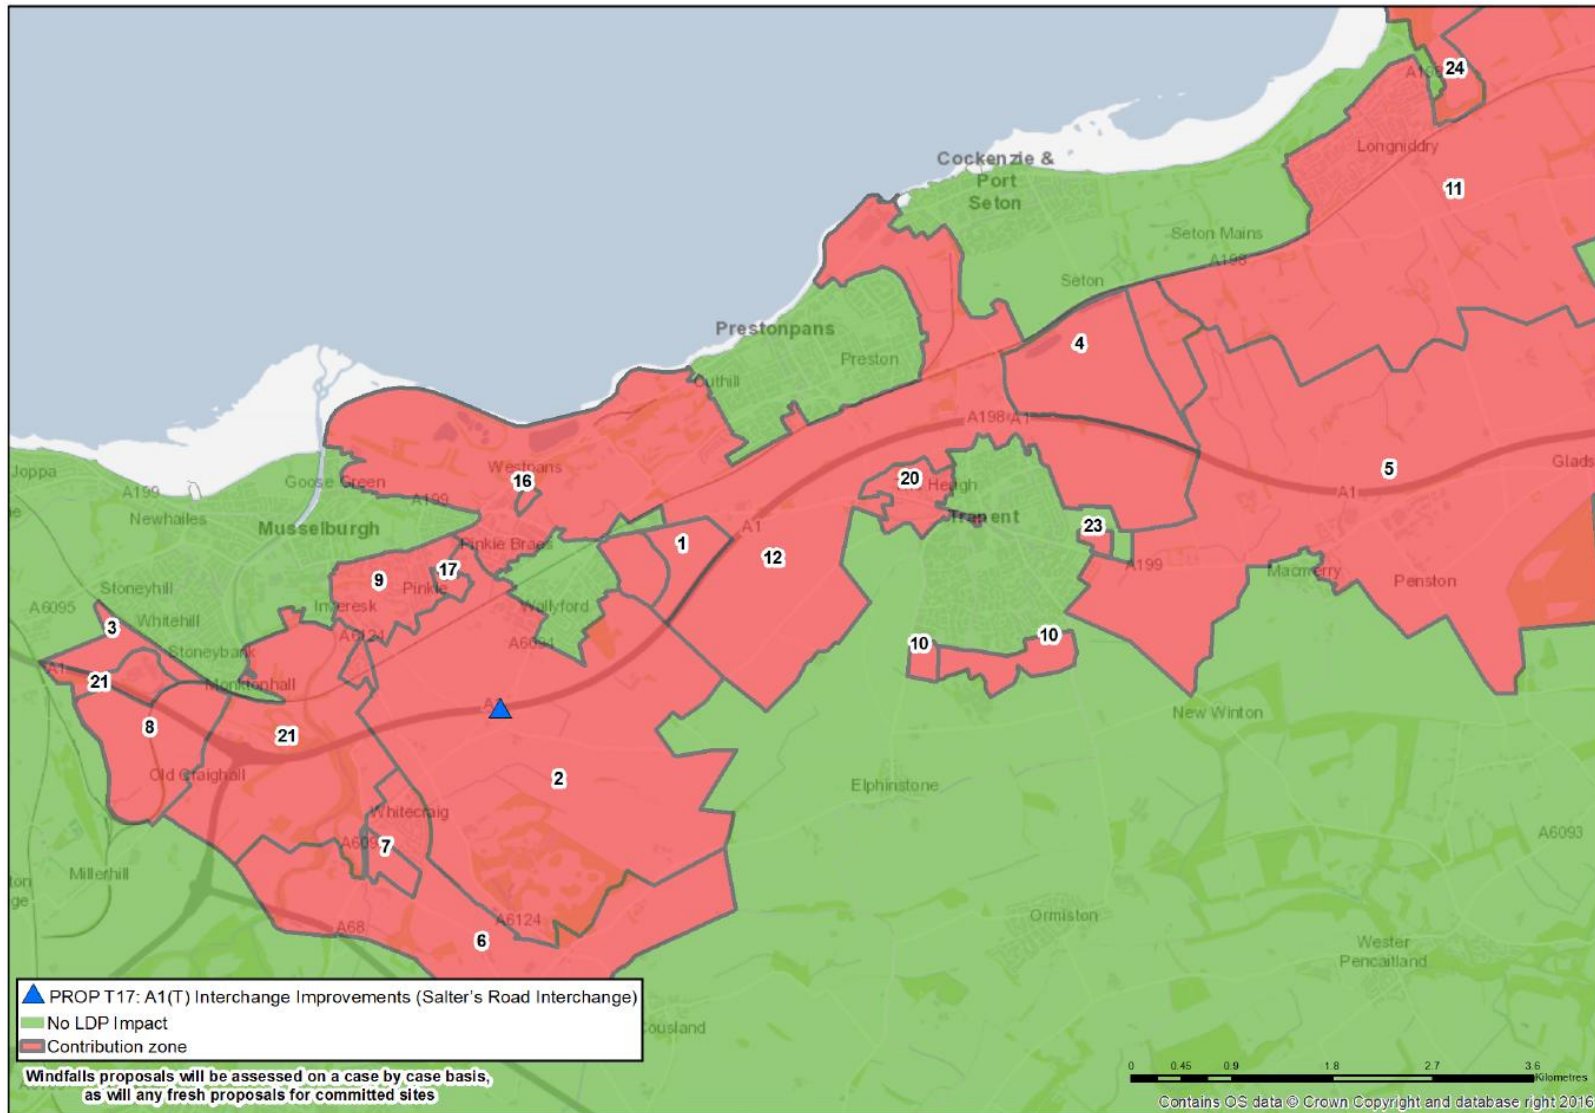 24
A198
Longniddry
11
Cockenzie &
Port
Seton
Seton Mains
A198
Seton
4
Prestonpans
Preston
Cuthill
A198
A1
5
Glads
A1
Joppa
A199
Goose Green
Newhailes
Musselburgh
A199
Westpans
16
20
Tranent
23
A199
Macmerry
Penston
Pinkie Braes
1
A1
12
17
9
Pinkie
Stoneyhill
A6095
Whitehill
Inveresk
A6124
Wallyford
A6094
3
Stoneybank
10
10
A1
21
Monktonhall
8
21
New Winton
Old Craighall
2
Elphinstone
Whitecraig
7
A6093
Millerhill
A68
A6124
6
Ormiston
Wester
Pencaitland
Cousland
PROP T17: A1(T) Interchange Improvements (Salter's Road Interchange)
No LDP Impact
Contribution zone
Windfalls proposals will be assessed on a case by case basis,
as will any fresh proposals for committed sites
0 0.45 0.9 1.8 2.7 3.6
Kilometres
Contains OS data © Crown Copyright and database right 2016